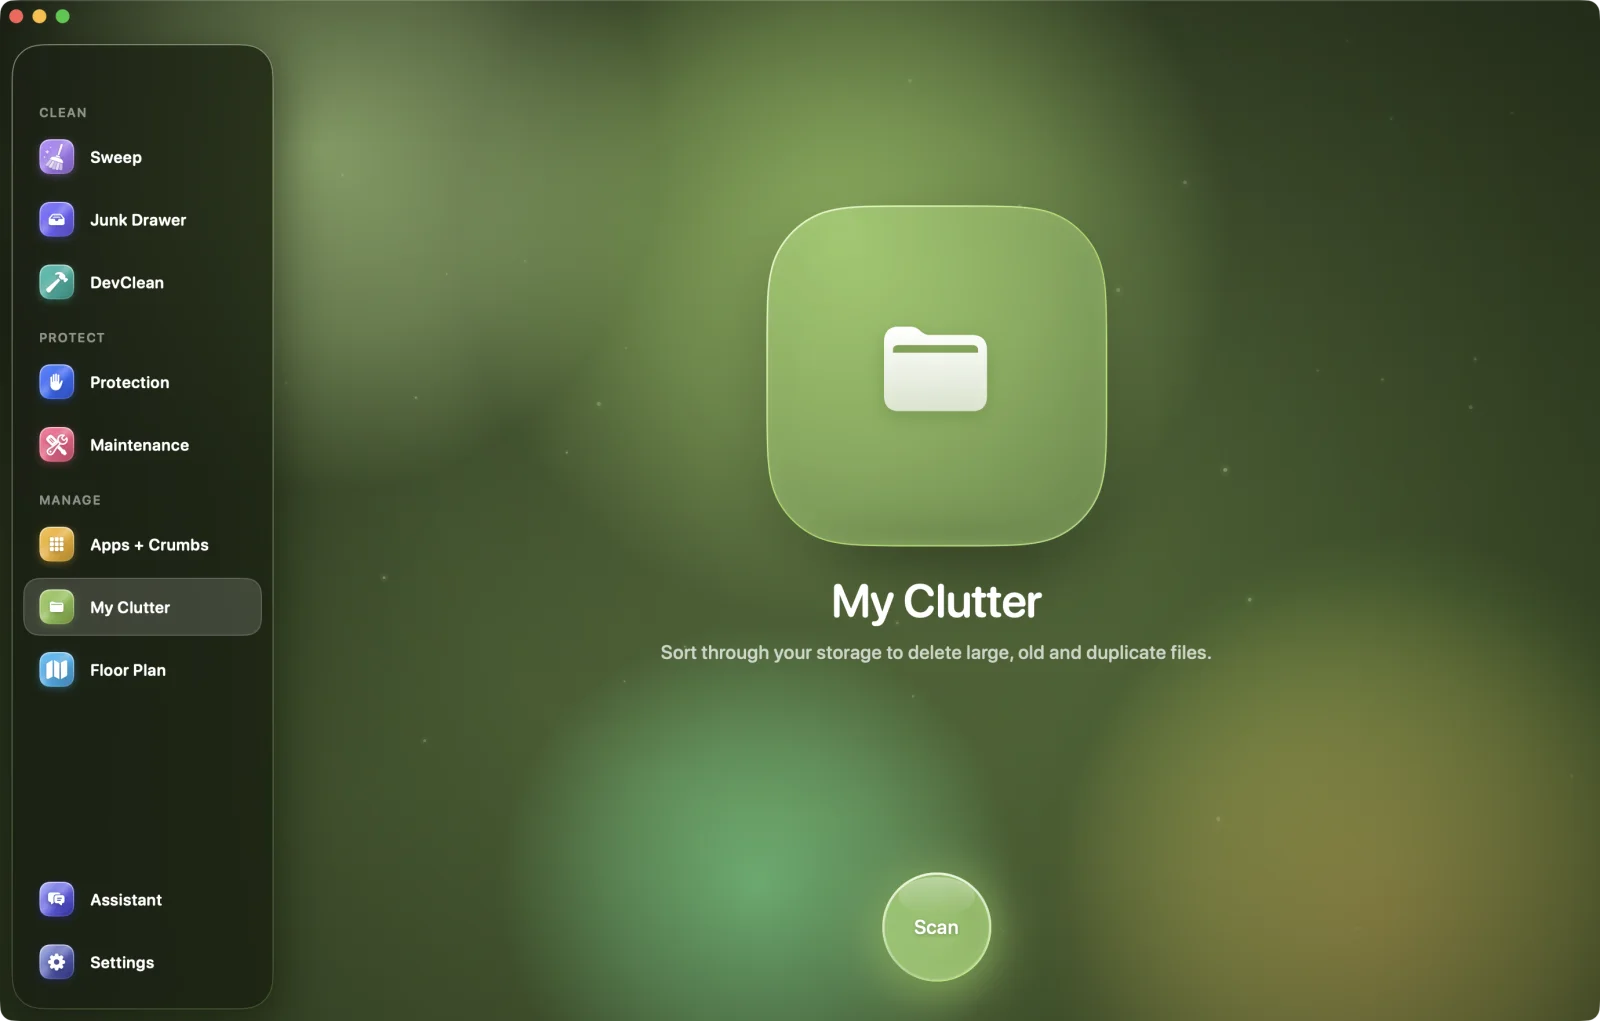 CLEAN
Sweep
Junk Drawer
DevClean
PROTECT
Protection
Maintenance
MANAGE
Apps + Crumbs
My Clutter
Floor Plan
Assistant
Settings
My Clutter
Sort through your storage to delete large, old and duplicate files.
Scan